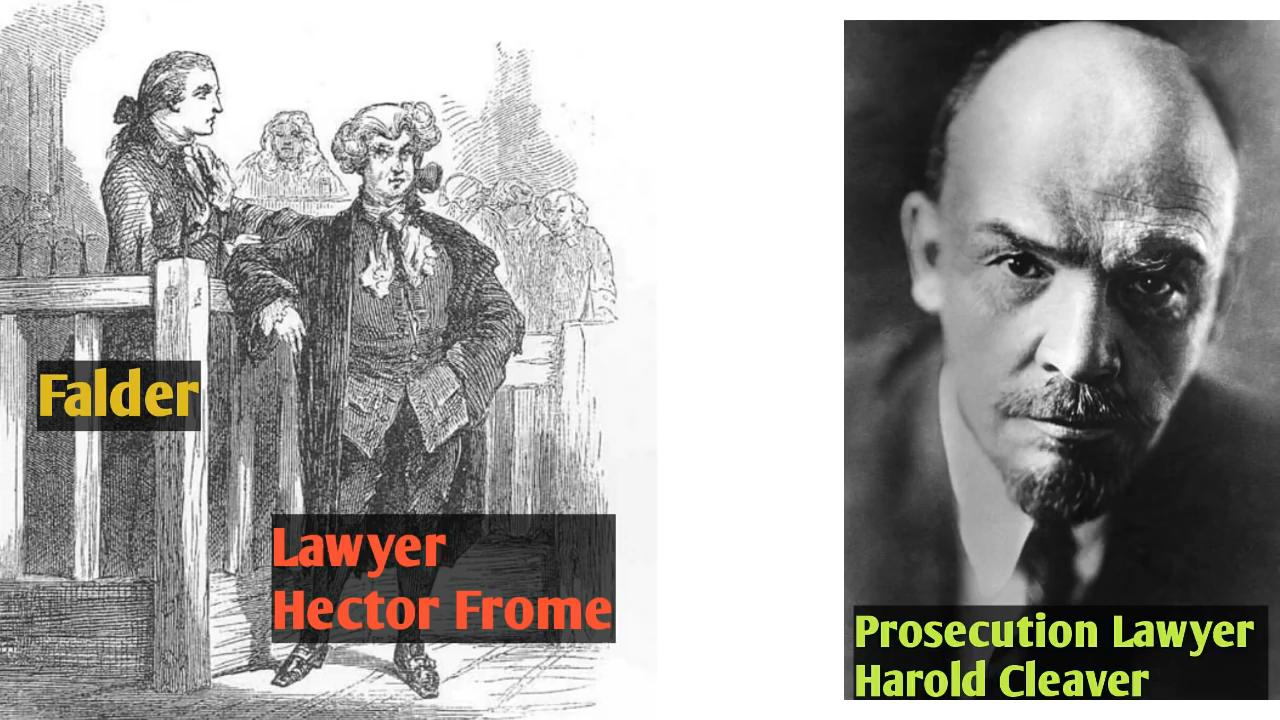 Falder
Lawyer
Hector Frome
Prosecution Lawyer
Harold Cleaver